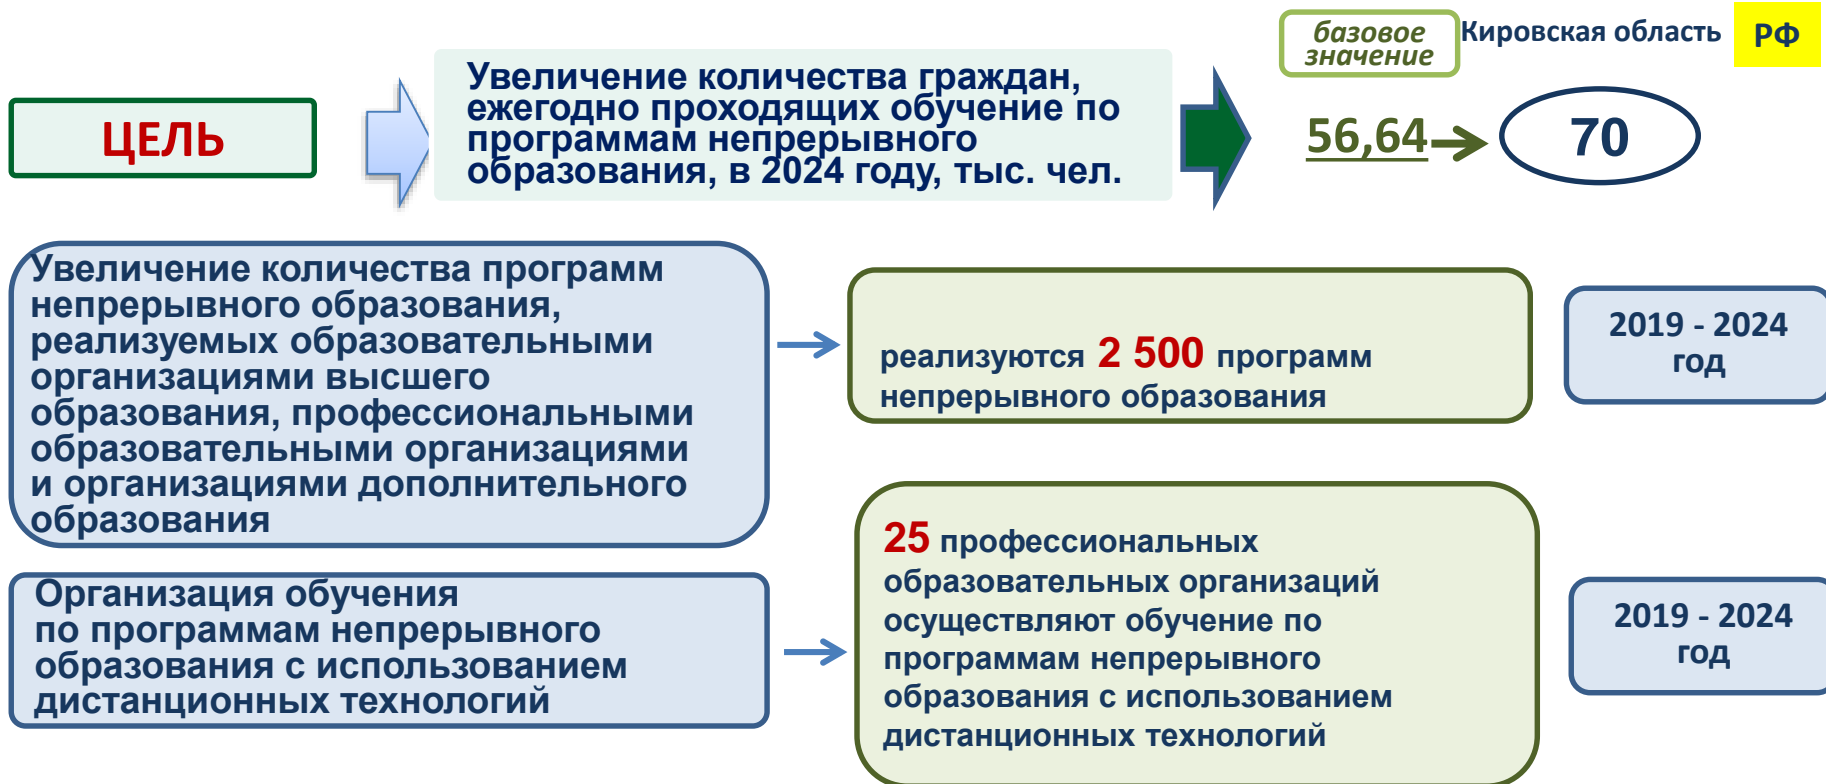 базовое
значение
Кировская область
РФ
ЦЕЛЬ
Увеличение количества граждан,
ежегодно проходящих обучение по
программам непрерывного
образования, в 2024 году, тыс. чел.
56,64
70
Увеличение количества программ
непрерывного образования,
реализуемых образовательными
организациями высшего
образования, профессиональными
образовательными организациями
и организациями дополнительного
образования
реализуются 2 500 программ
непрерывного образования
2019 - 2024
год
Организация обучения
по программам непрерывного
образования с использованием
дистанционных технологий
25 профессиональных
образовательных организаций
осуществляют обучение по
программам непрерывного
образования с использованием
дистанционных технологий
2019 - 2024
год